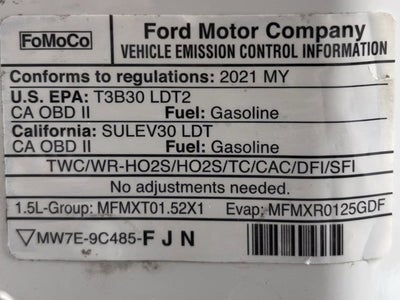 FoMoCo
Ford Motor Company
VEHICLE EMISSION CONTROL INFORMATION
Conforms to regulations: 2021 MY
U.S. EPA: T3B30 LDT2
CA OBD II Fuel: Gasoline
California: SULEV30 LDT
CA OBD II Fuel: Gasoline
TWC/WR-HO2S/HO2S/TC/CAC/DFI/SFI
No adjustments needed.
1.5L-Group: MFMXT01.52X1 Evap: MFMXR0125GDF
▽MW7E-9C485-F J N